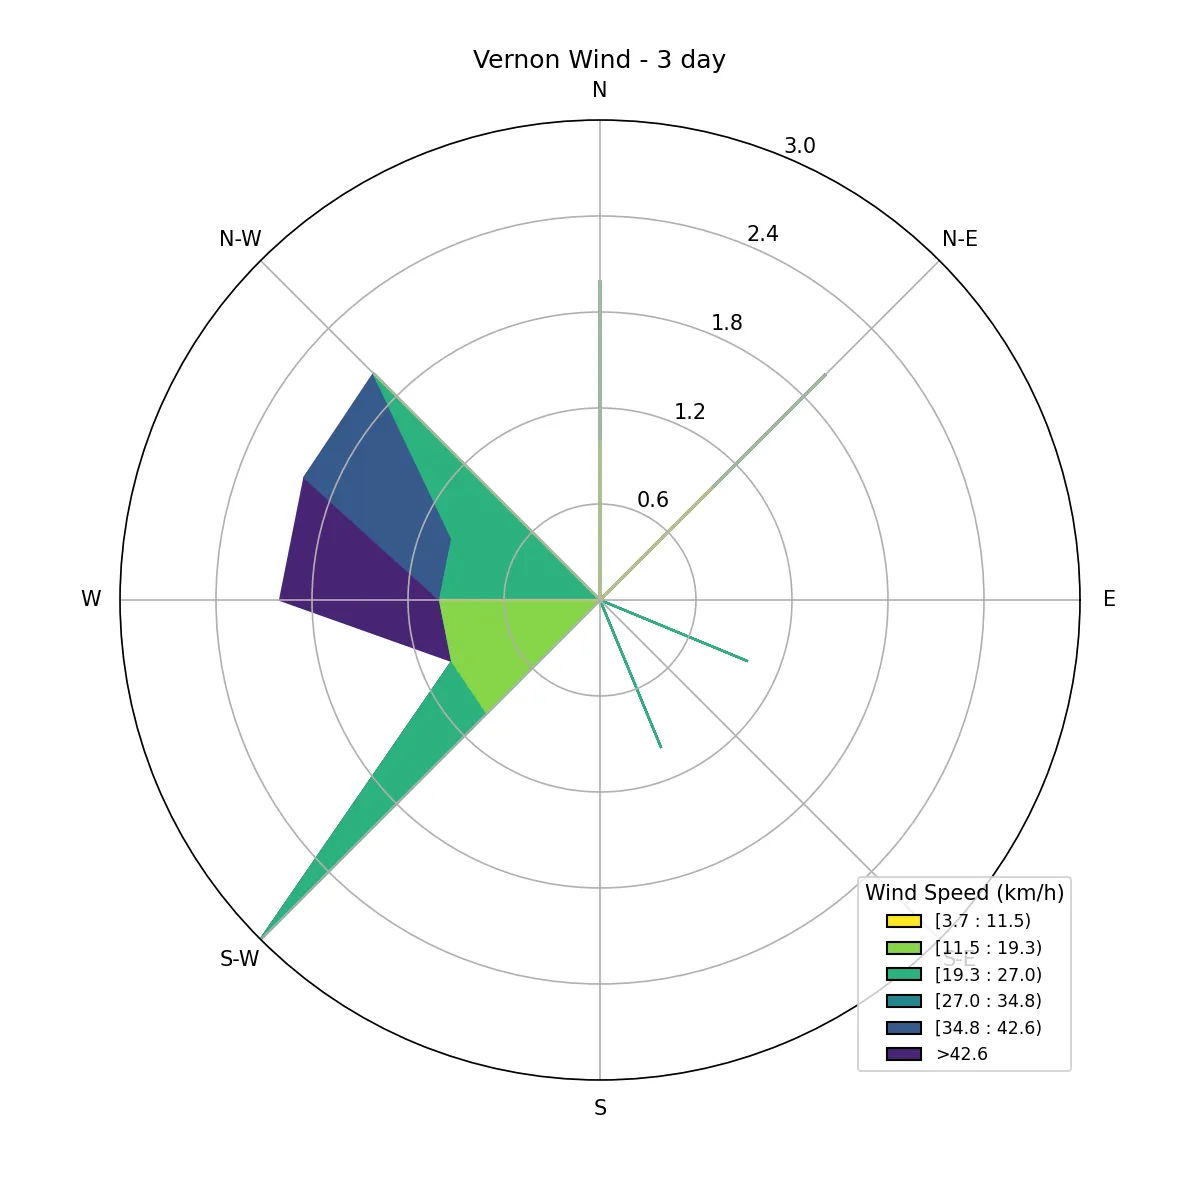 Vernon Wind - 3 day
N
3.0
N-W
2.4
N-E
1.8
1.2
0.6
W
E
S-W
S-E
S
Wind Speed (km/h)
[3.7 : 11.5)
[11.5 : 19.3)
[19.3 : 27.0)
[27.0 : 34.8)
[34.8 : 42.6)
>42.6